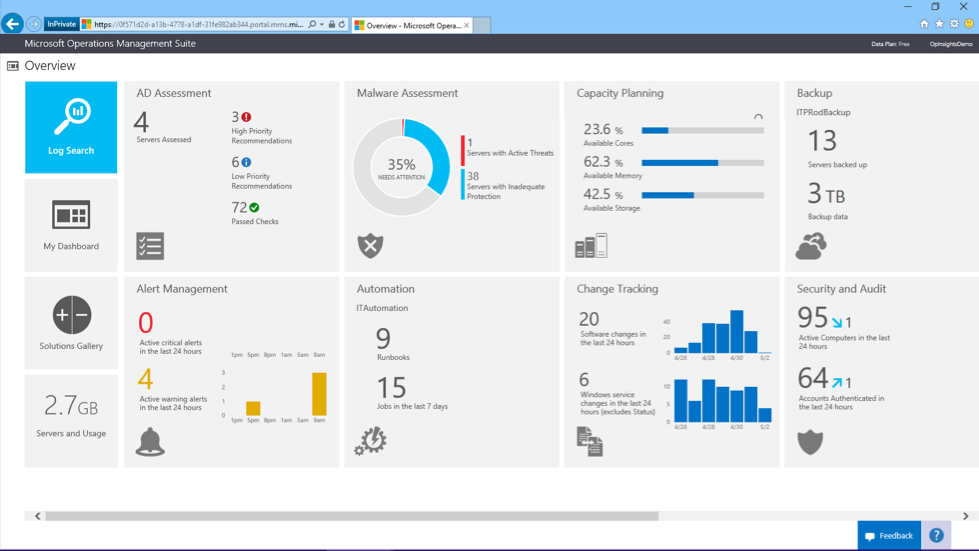 InPrivate
https://0f571d2d-a13b-4778-a1df-31fe982ab344.portal.mms.mi...
Overview - Microsoft Opera...
Microsoft Operations Management Suite
Data Plan: Free
OpInsightsDemo
Overview
Log Search
My Dashboard
Solutions Gallery
2.7GB
Servers and Usage
AD Assessment
4
Servers Assessed
3
High Priority
Recommendations
6
Low Priority
Recommendations
72
Passed Checks
Malware Assessment
35%
NEEDS ATTENTION
1
Servers with Active Threats
38
Servers with Inadequate
Protection
Capacity Planning
23.6 %
Available Cores
62.3 %
Available Memory
42.5 %
Available Storage
Backup
ITPRodBackup
13
Servers backed up
3 TB
Backup data
Alert Management
0
Active critical alerts
in the last 24 hours
1pm 5pm 9pm 1am 5am 9am
4
Active warning alerts
in the last 24 hours
3
2
1
0
1pm 5pm 9pm 1am 5am 9am
Automation
ITAutomation
9
Runbooks
15
Jobs in the last 7 days
Change Tracking
20
Software changes in
the last 24 hours
40
20
0
4/26 4/28 4/30 5/2
6
Windows service
changes in the last 24
hours (excludes Status)
10
5
0
4/26 4/28 4/30 5/2
Security and Audit
95 1
Active Computers in the last
24 hours
64 1
Accounts Authenticated in
the last 24 hours
Feedback
?